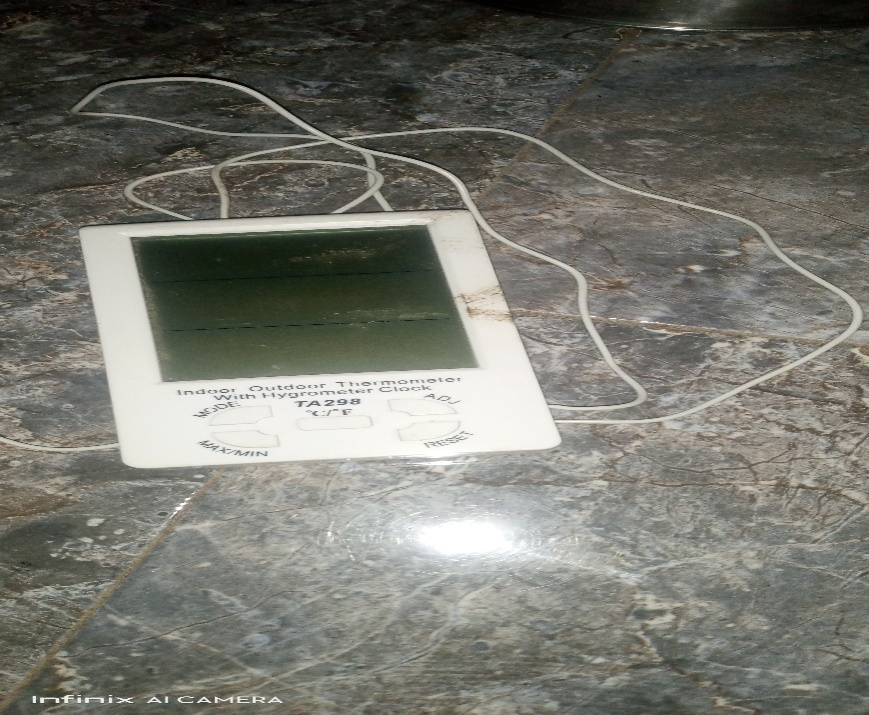 Indoor Outdoor Thermometer
With Hygrometer Clock
TA298
MODE °C/°F ADJ
MAX/MIN RESET
Infinix AI CAMERA